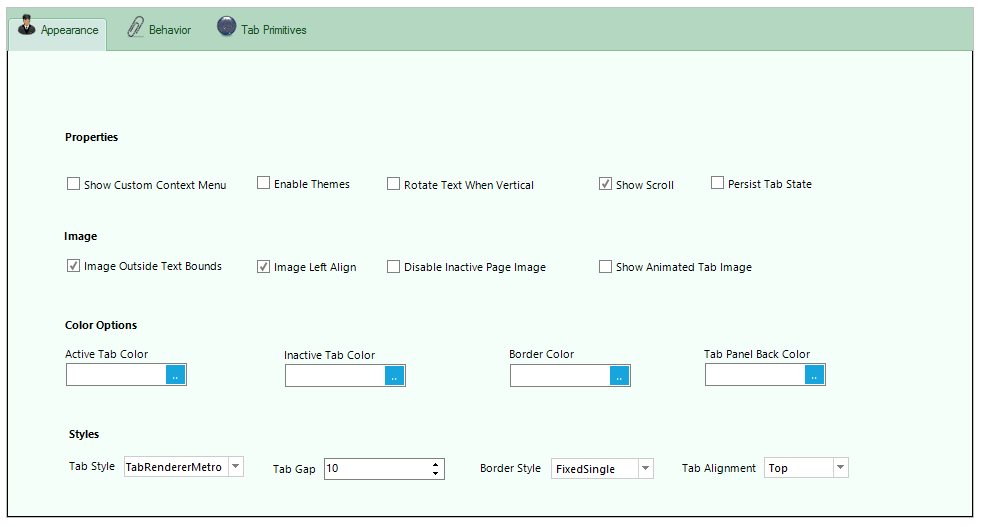 Appearance Behavior Tab Primitives
Properties
Show Custom Context Menu Enable Themes Rotate Text When Vertical Show Scroll Persist Tab State
Image
Image Outside Text Bounds Image Left Align Disable Inactive Page Image Show Animated Tab Image
Color Options
Active Tab Color Inactive Tab Color Border Color Tab Panel Back Color
.. .. .. ..
Styles
Tab Style TabRendererMetro Tab Gap 10 Border Style FixedSingle Tab Alignment Top